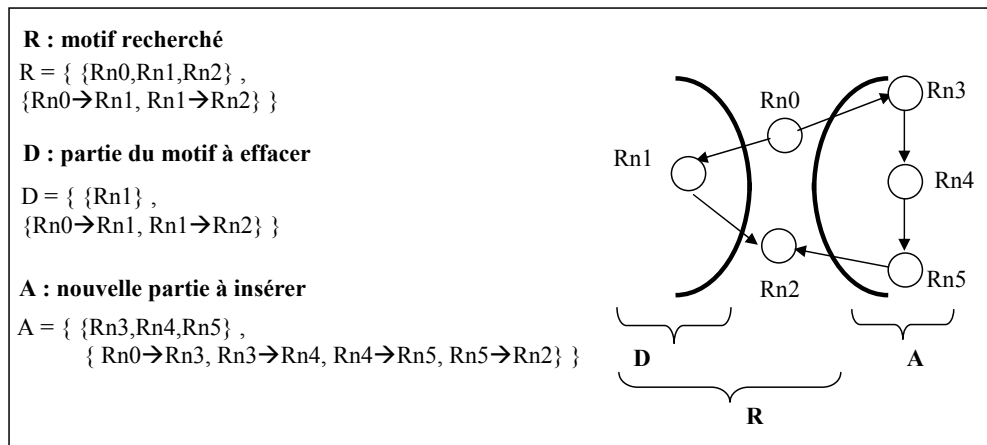 R : motif recherché
R = { {Rn0,Rn1,Rn2} ,
{Rn0→Rn1, Rn1→Rn2} }
D : partie du motif à effacer
D = { {Rn1} ,
{Rn0→Rn1, Rn1→Rn2} }
A : nouvelle partie à insérer
A = { {Rn3,Rn4,Rn5} ,
{ Rn0→Rn3, Rn3→Rn4, Rn4→Rn5, Rn5→Rn2} }
Rn0
Rn3
Rn1
Rn4
Rn2
Rn5
D
A
R